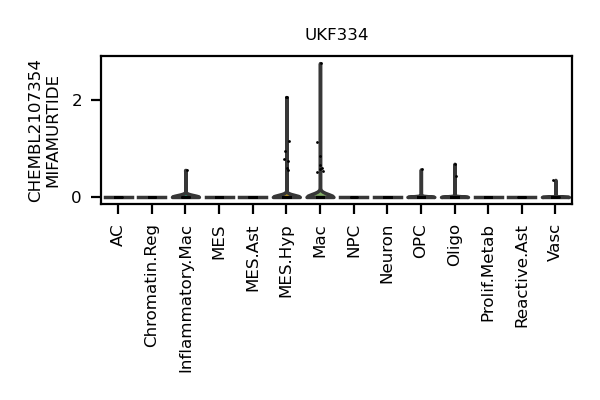 UKF334
CHEMBL2107354
MIFAMURTIDE
2
0
AC
Chromatin.Reg
Inflammatory.Mac
MES
MES.Ast
MES.Hyp
Mac
NPC
Neuron
OPC
Oligo
Prolif.Metab
Reactive.Ast
Vasc